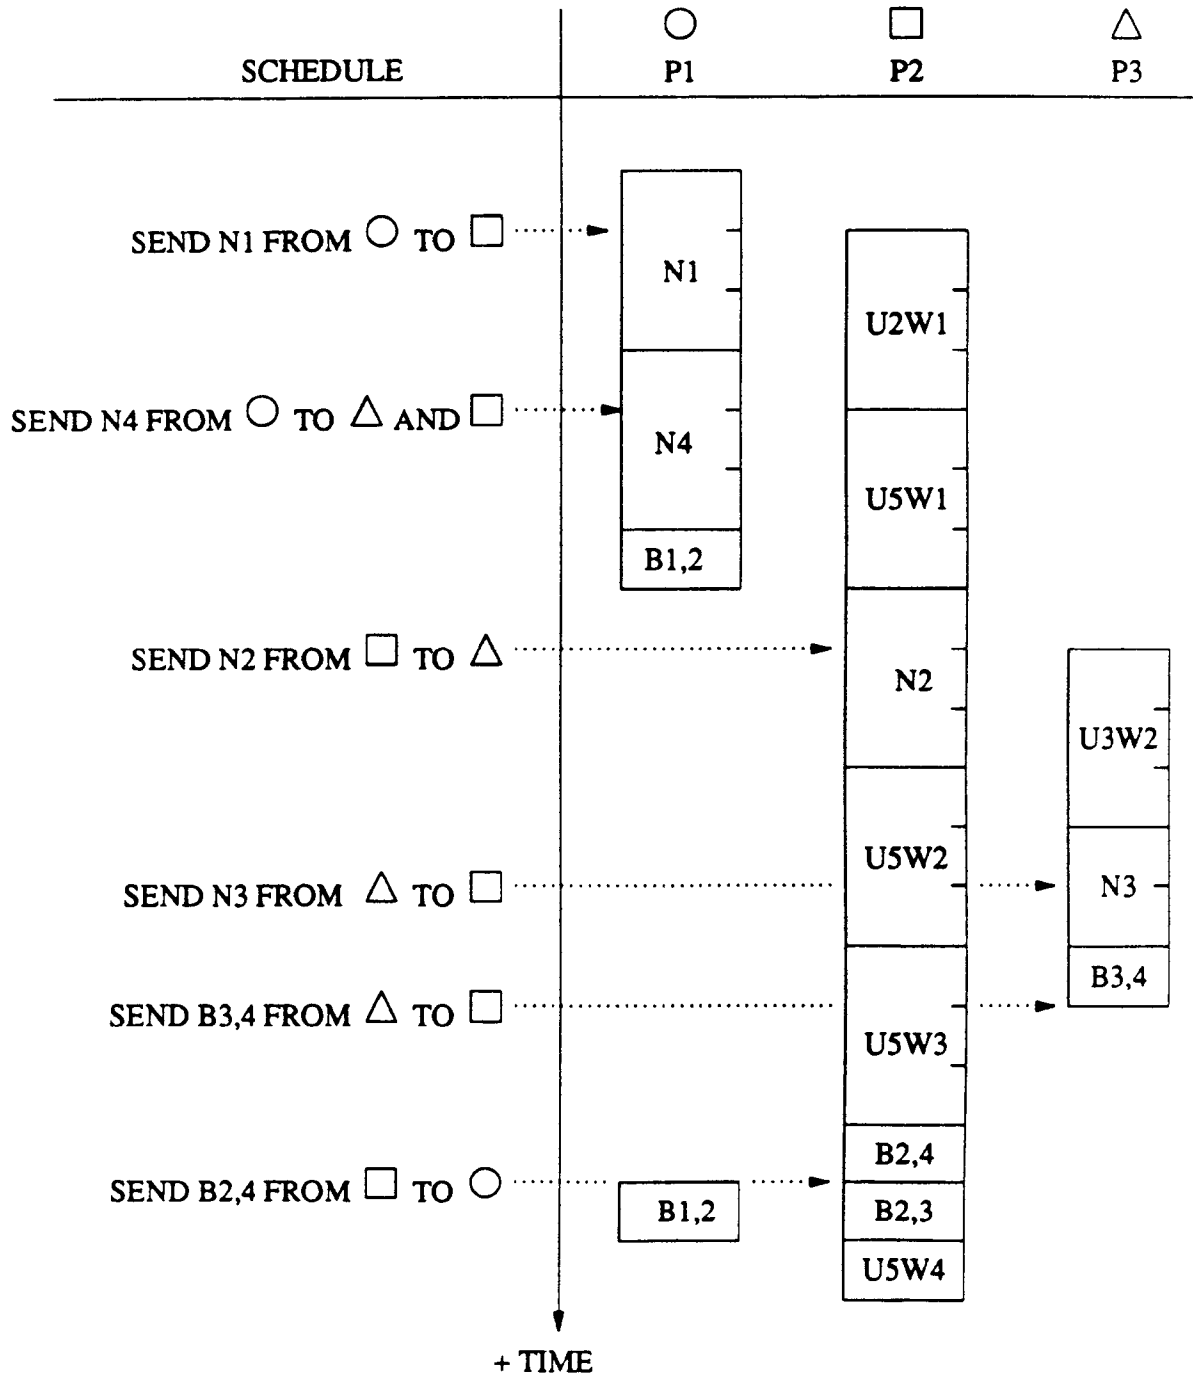 SCHEDULE P1 P2 P3
SEND N1 FROM ○ TO □
N1
U2W1
SEND N4 FROM ○ TO △ AND □
N4
U5W1
B1,2
SEND N2 FROM □ TO △
N2
U3W2
U5W2
SEND N3 FROM △ TO □
N3
B3,4
SEND B3,4 FROM △ TO □
U5W3
B2,4
SEND B2,4 FROM □ TO ○
B1,2
B2,3
U5W4
+ TIME